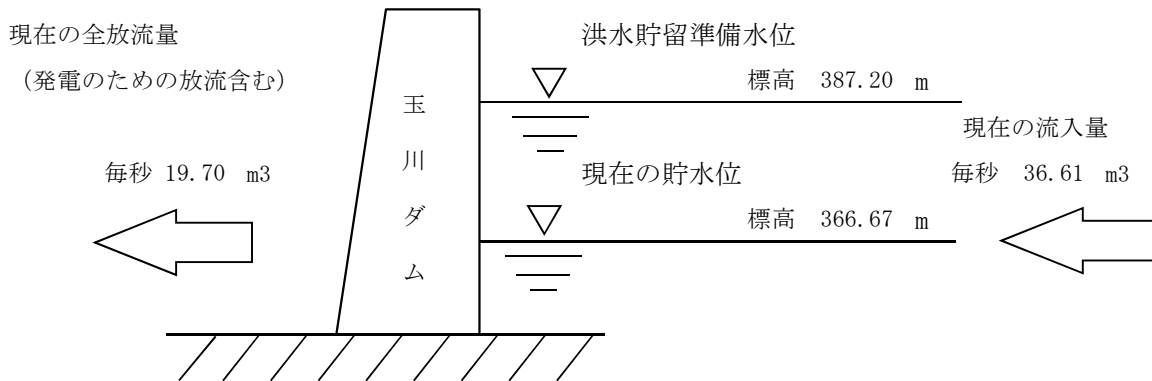 現在の全放流量
（発電のための放流含む）
毎秒 19.70 m3
玉川ダム
洪水貯留準備水位
標高 387.20 m
現在の貯水位
標高 366.67 m
現在の流入量
毎秒 36.61 m3